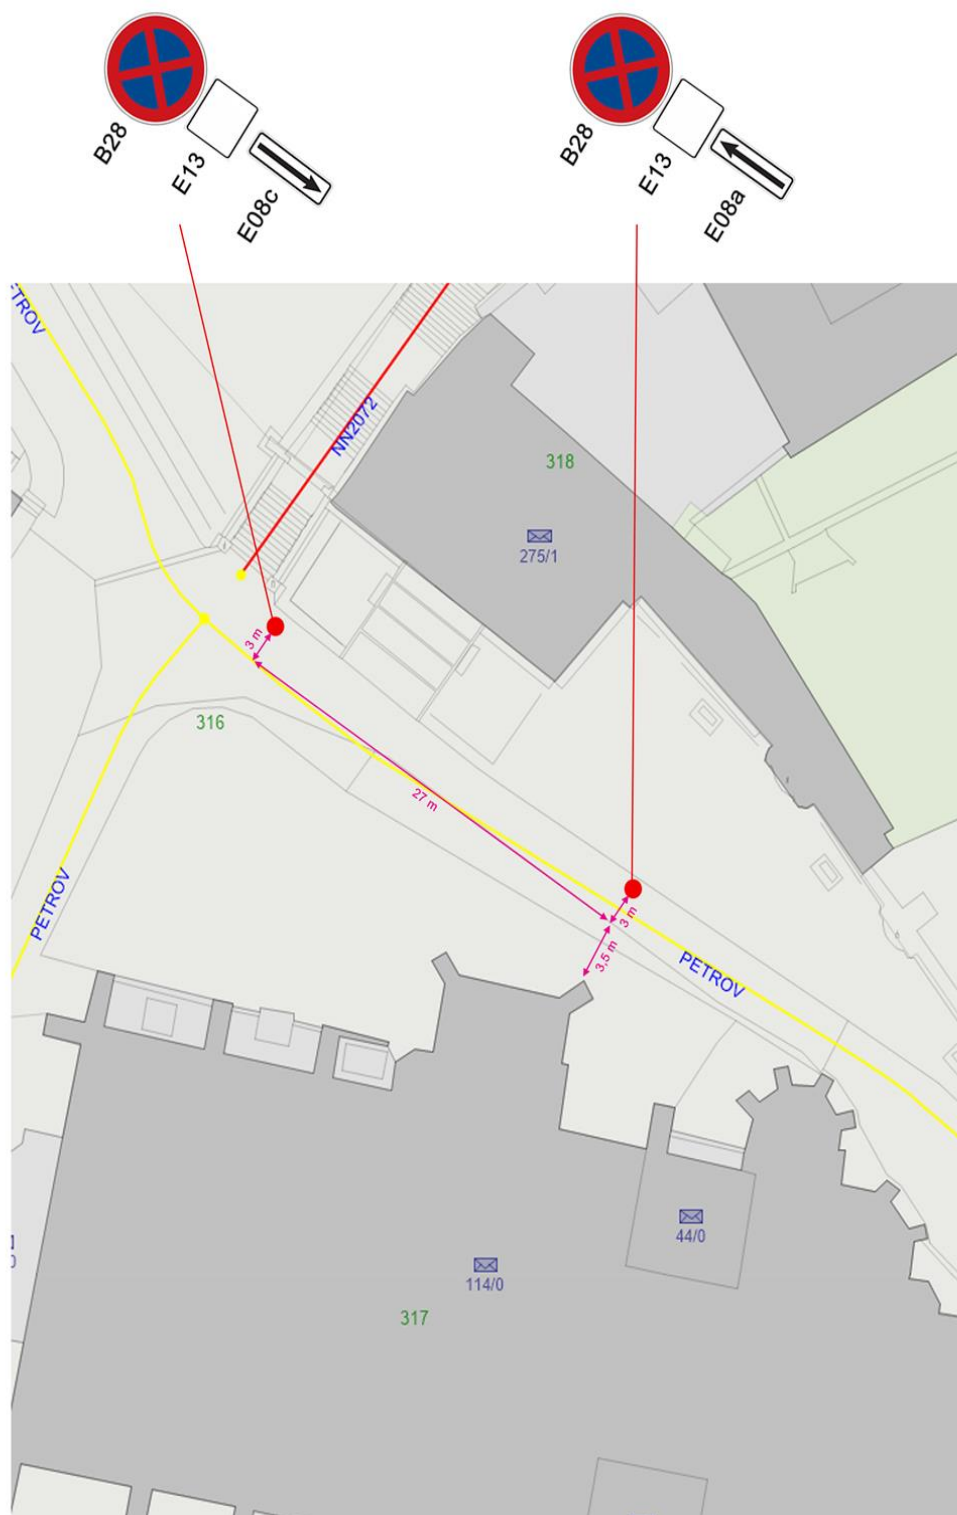 B28
E13
E08c
B28
E13
E08a
ETROV
NN2072
318
275/1
3 m
316
27 m
PETROV
3 m
3,5 m
PETROV
44/0
114/0
317